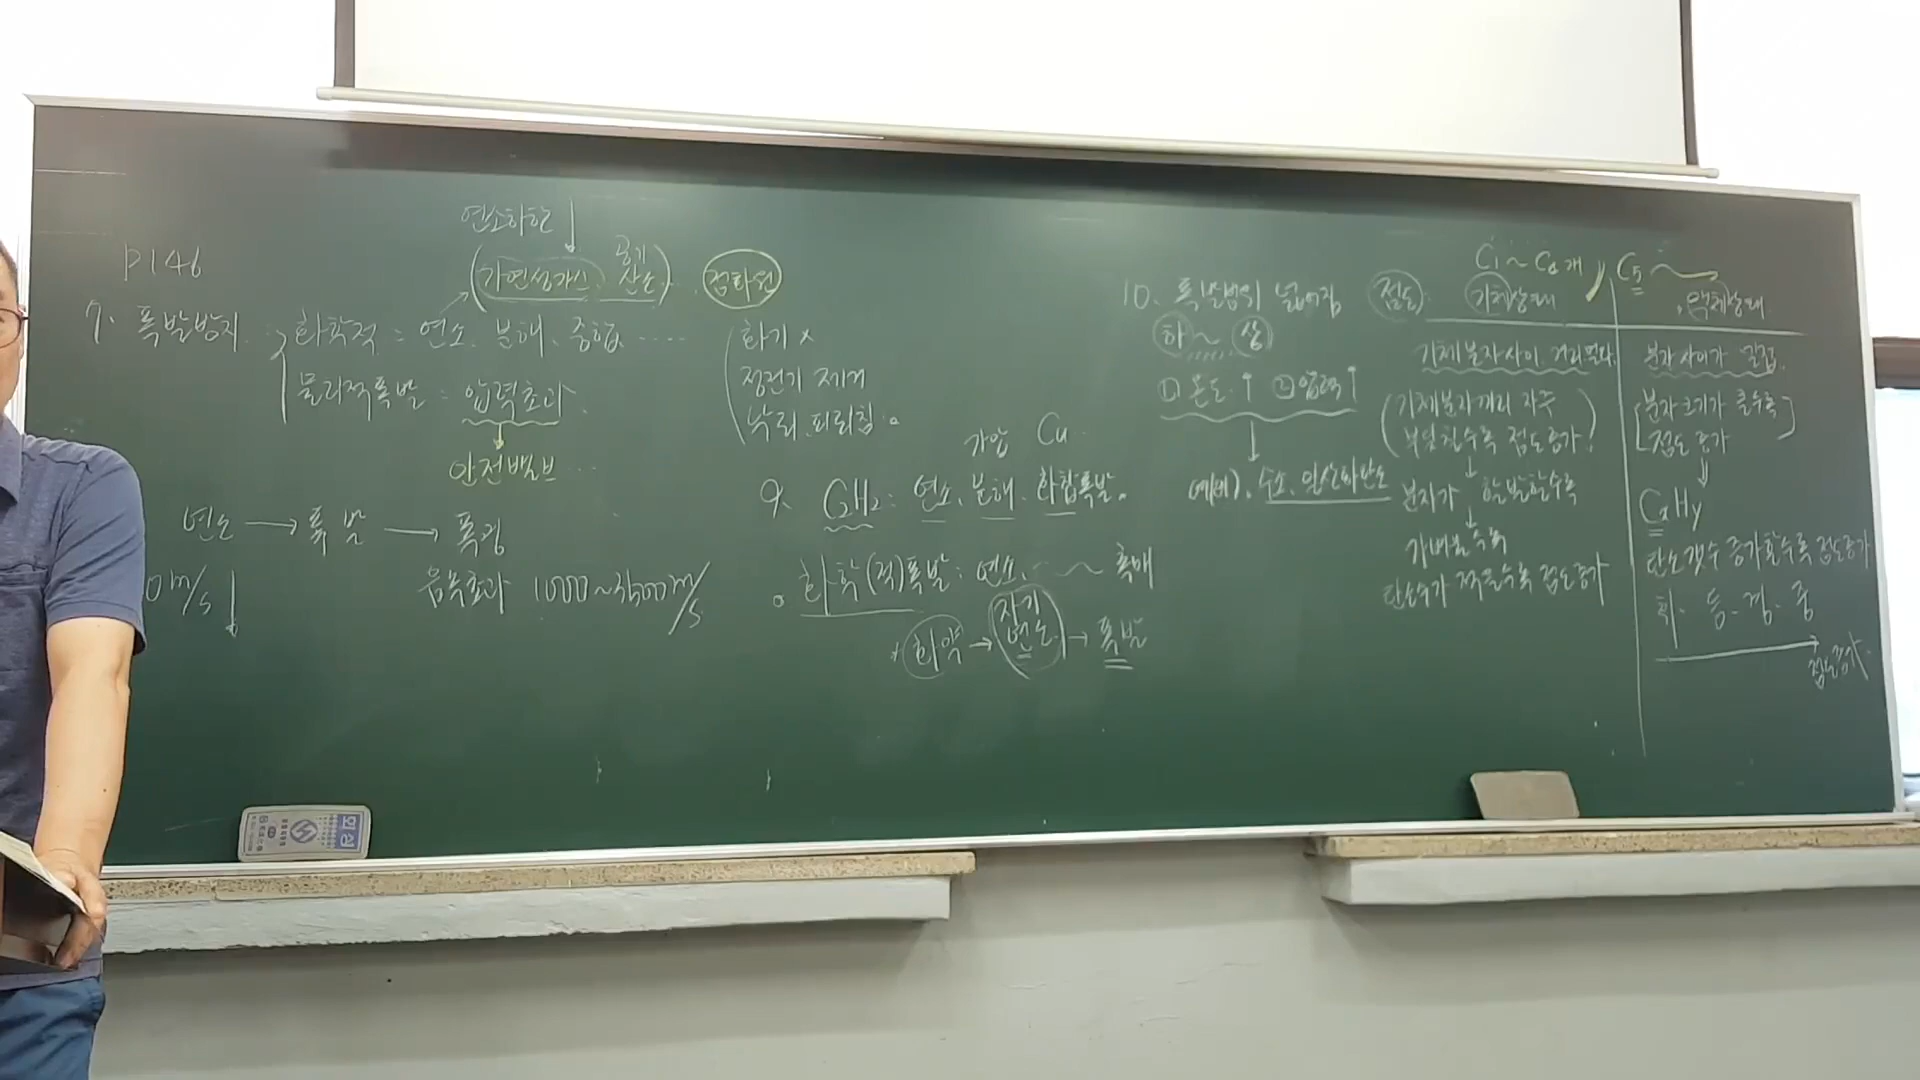 P146
연소하한 ↓
(가연성가스, 공기 산소) 점화원
7. 폭발방지 화학적 = 연소, 분해, 중합 ....
물리적폭발 = 압력초과
↓
안전밸브 ...
화기 x
정전기 제거
낙뢰, 피뢰침.
연소 → 폭발 → 폭굉
0m/s ↓ 음속초과 1000~3500m/s
가압 Cu
9. C2H2: 연소, 분해, 화합폭발.
화학(적)폭발: 연소, ~ 촉매
* 화약 → 자기연소 → 폭발
10. 폭발범위 넓어짐
하 ~ 상
① 온도↑ ② 압력↑
↓
예외), 수소, 일산화탄소
점도
C1~C4개
기체상태
기체분자사이 거리멀다.
(기체분자끼리 자주
부딪칠수록 점도증가)
↓
분자가 활발할수록
↓
가벼울수록
탄소수가 적을수록 점도증가
C5~
액체상태
분자사이가 밀집.
[분자크기가 클수록
점도 증가]
⇓
CxHy
탄소갯수 증가할수록 점도증가
휘. 등. 경. 중
→ 점도증가
외상